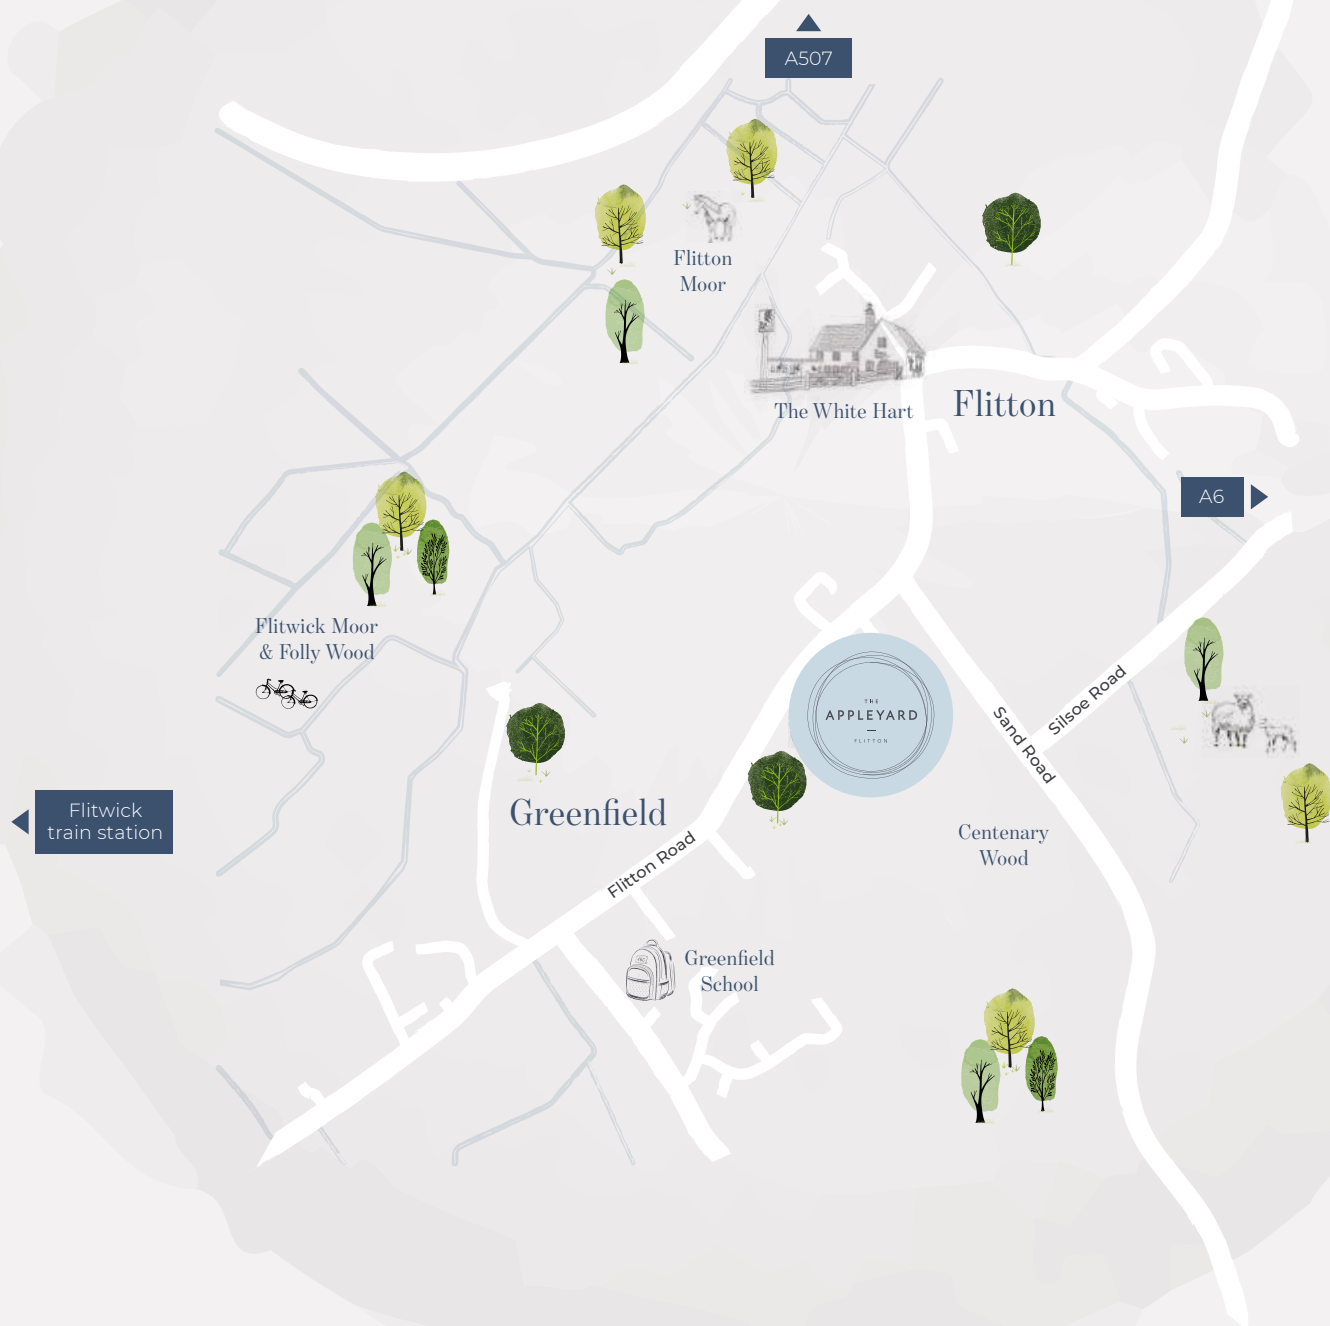 A507
Flitton
Moor
The White Hart
Flitton
A6
Flitwick Moor
& Folly Wood
THE
APPLEYARD
FLITTON
Silsoe Road
Sand Road
Flitwick
train station
Greenfield
Centenary
Wood
Flitton Road
Greenfield
School